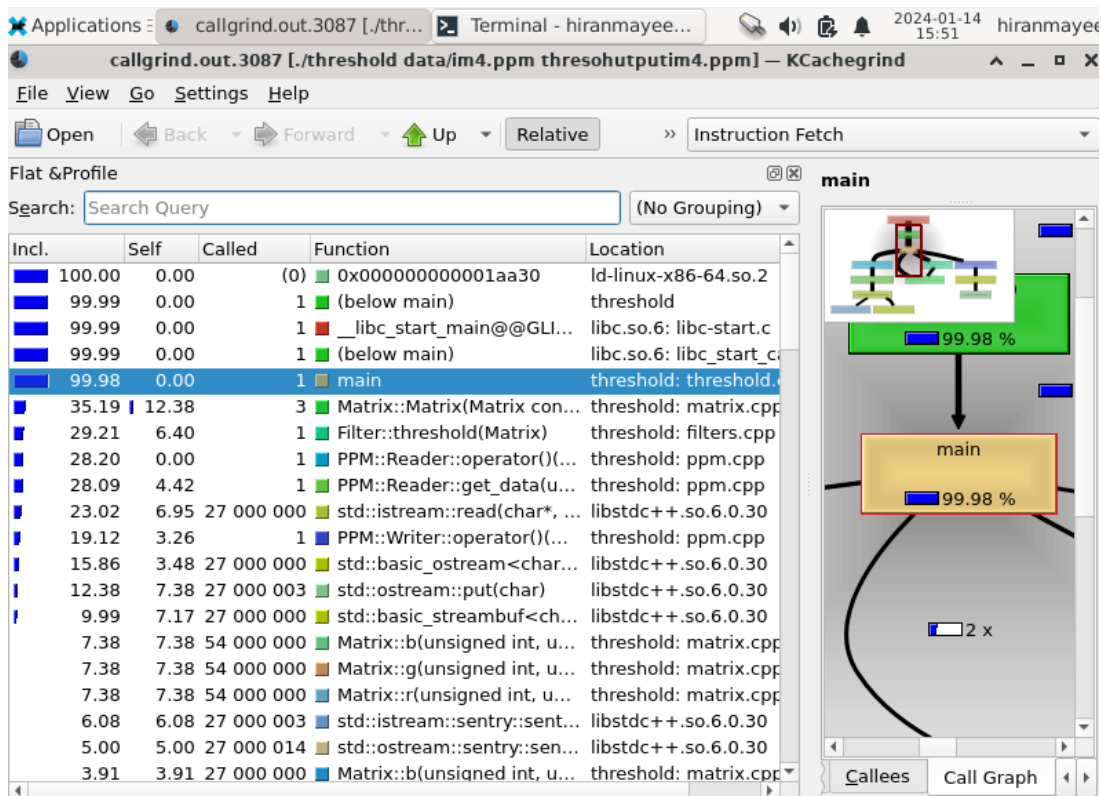 Applications callgrind.out.3087 [./thr... Terminal - hiranmayee... 2024-01-14 15:51 hiranmayee
callgrind.out.3087 [./threshold data/im4.ppm thresohutputim4.ppm] — KCachegrind
File View Go Settings Help
Open Back Forward Up Relative » Instruction Fetch
Flat &Profile
Search: Search Query (No Grouping)
Incl. Self Called Function Location
100.00 0.00 (0) 0x000000000001aa30 ld-linux-x86-64.so.2
99.99 0.00 1 (below main) threshold
99.99 0.00 1 __libc_start_main@@GLI... libc.so.6: libc-start.c
99.99 0.00 1 (below main) libc.so.6: libc_start_ca
99.98 0.00 1 main threshold: threshold.c
35.19 12.38 3 Matrix::Matrix(Matrix con... threshold: matrix.cpp
29.21 6.40 1 Filter::threshold(Matrix) threshold: filters.cpp
28.20 0.00 1 PPM::Reader::operator()(... threshold: ppm.cpp
28.09 4.42 1 PPM::Reader::get_data(u... threshold: ppm.cpp
23.02 6.95 27 000 000 std::istream::read(char*, ... libstdc++.so.6.0.30
19.12 3.26 1 PPM::Writer::operator()(... threshold: ppm.cpp
15.86 3.48 27 000 000 std::basic_ostream<char... libstdc++.so.6.0.30
12.38 7.38 27 000 003 std::ostream::put(char) libstdc++.so.6.0.30
9.99 7.17 27 000 000 std::basic_streambuf<ch... libstdc++.so.6.0.30
7.38 7.38 54 000 000 Matrix::b(unsigned int, u... threshold: matrix.cpp
7.38 7.38 54 000 000 Matrix::g(unsigned int, u... threshold: matrix.cpp
7.38 7.38 54 000 000 Matrix::r(unsigned int, u... threshold: matrix.cpp
6.08 6.08 27 000 003 std::istream::sentry::sent... libstdc++.so.6.0.30
5.00 5.00 27 000 014 std::ostream::sentry::sen... libstdc++.so.6.0.30
3.91 3.91 27 000 000 Matrix::b(unsigned int, u... threshold: matrix.cpp
main
99.98 %
main
99.98 %
2 x
Callees Call Graph